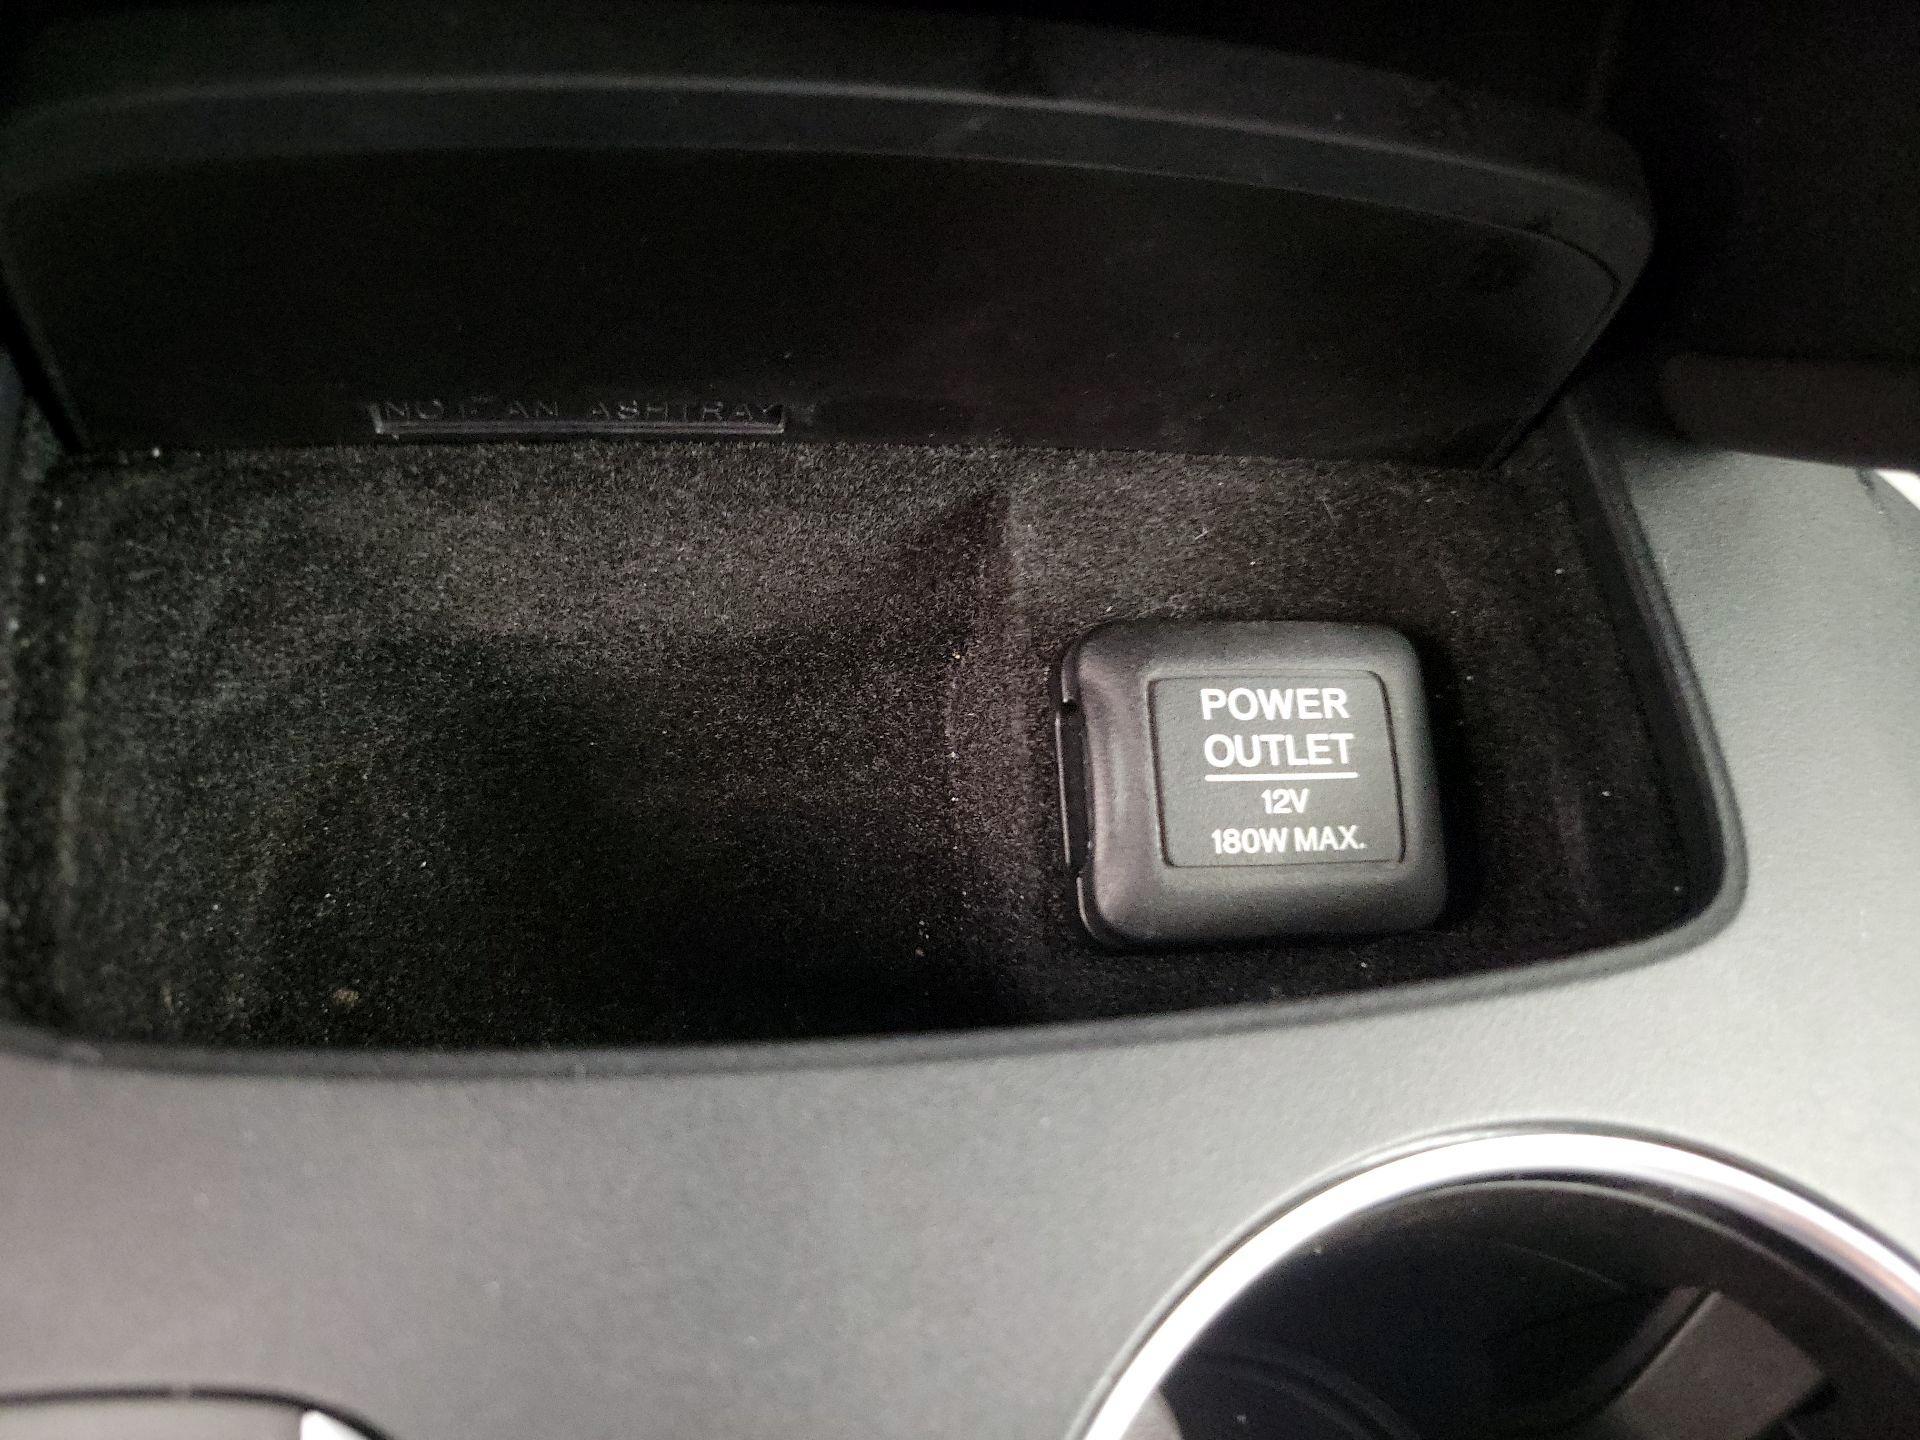 NOT AN ASHTRAY
POWER
OUTLET
12V
180W MAX.